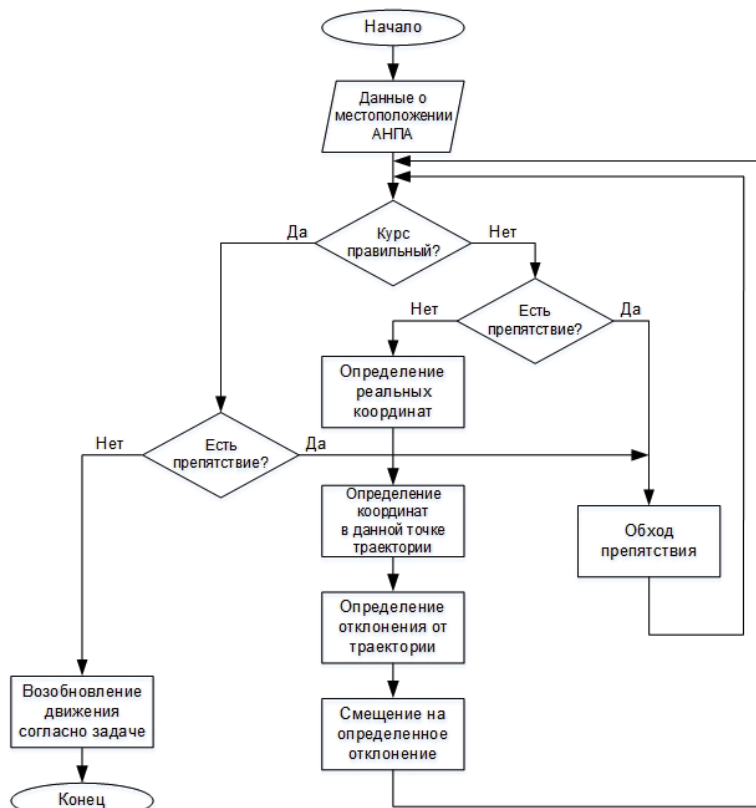 Начало
Данные о
местоположении
АНПА
Курс
правильный?
Да
Нет
Есть
препятствие?
Нет
Да
Определение
реальных
координат
Есть
препятствие?
Нет
Да
Определение
координат
в данной точке
траектории
Обход
препятствия
Определение
отклонения от
траектории
Возобновление
движения
согласно задаче
Смещение на
определенное
отклонение
Конец